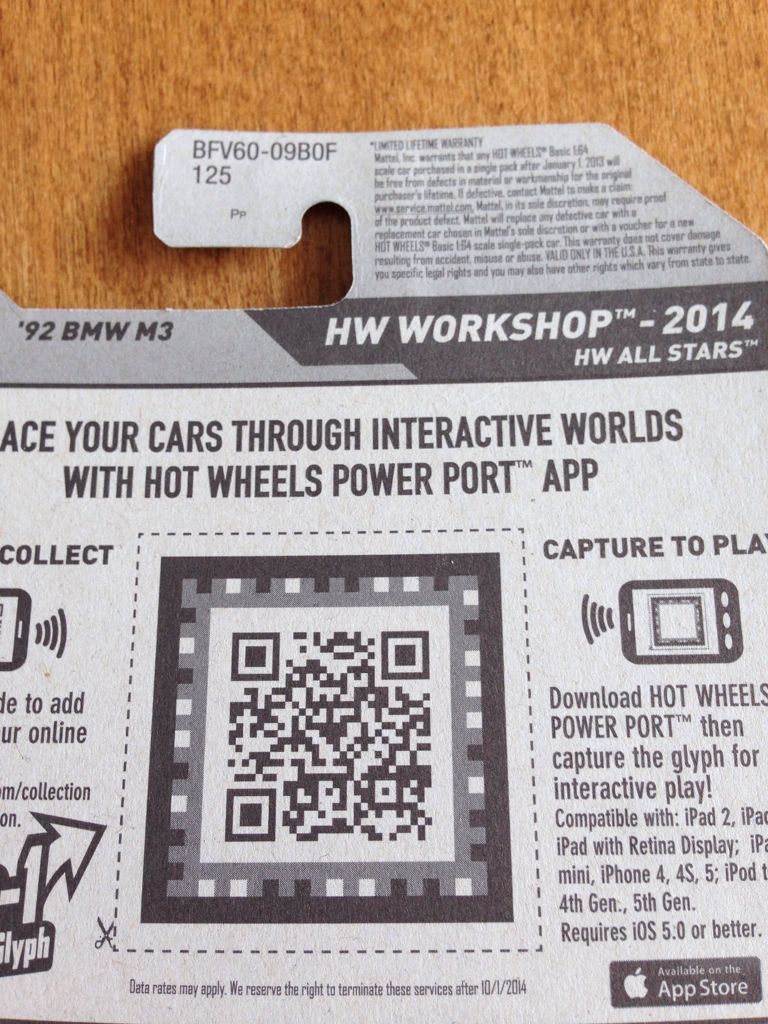 BFV60-09B0F
125
Pp
*LIMITED LIFETIME WARRANTY
Mattel, Inc. warrants that any HOT WHEELS® Basic 1:64
scale car purchased in a single pack after January 1, 2013 will
be free from defects in material or workmanship for the original
purchaser's lifetime. If defective, contact Mattel to make a claim:
www.service.mattel.com. Mattel, in its sole discretion, may require proof
of the product defect. Mattel will replace any defective car with a
replacement car chosen in Mattel's sole discretion or with a voucher for a new
HOT WHEELS® Basic 1:64 scale single-pack car. This warranty does not cover damage
resulting from accident, misuse or abuse. VALID ONLY IN THE U.S.A. This warranty gives
you specific legal rights and you may also have other rights which vary from state to state.
'92 BMW M3
HW WORKSHOP™ - 2014
HW ALL STARS™
ACE YOUR CARS THROUGH INTERACTIVE WORLDS
WITH HOT WHEELS POWER PORT™ APP
COLLECT
de to add
ur online
m/collection
on.
Glyph
CAPTURE TO PLAY
Download HOT WHEELS
POWER PORT™ then
capture the glyph for
interactive play!
Compatible with: iPad 2, iPad
iPad with Retina Display; iPa
mini, iPhone 4, 4S, 5; iPod t
4th Gen., 5th Gen.
Requires iOS 5.0 or better.
Data rates may apply. We reserve the right to terminate these services after 10/1/2014
Available on the
App Store